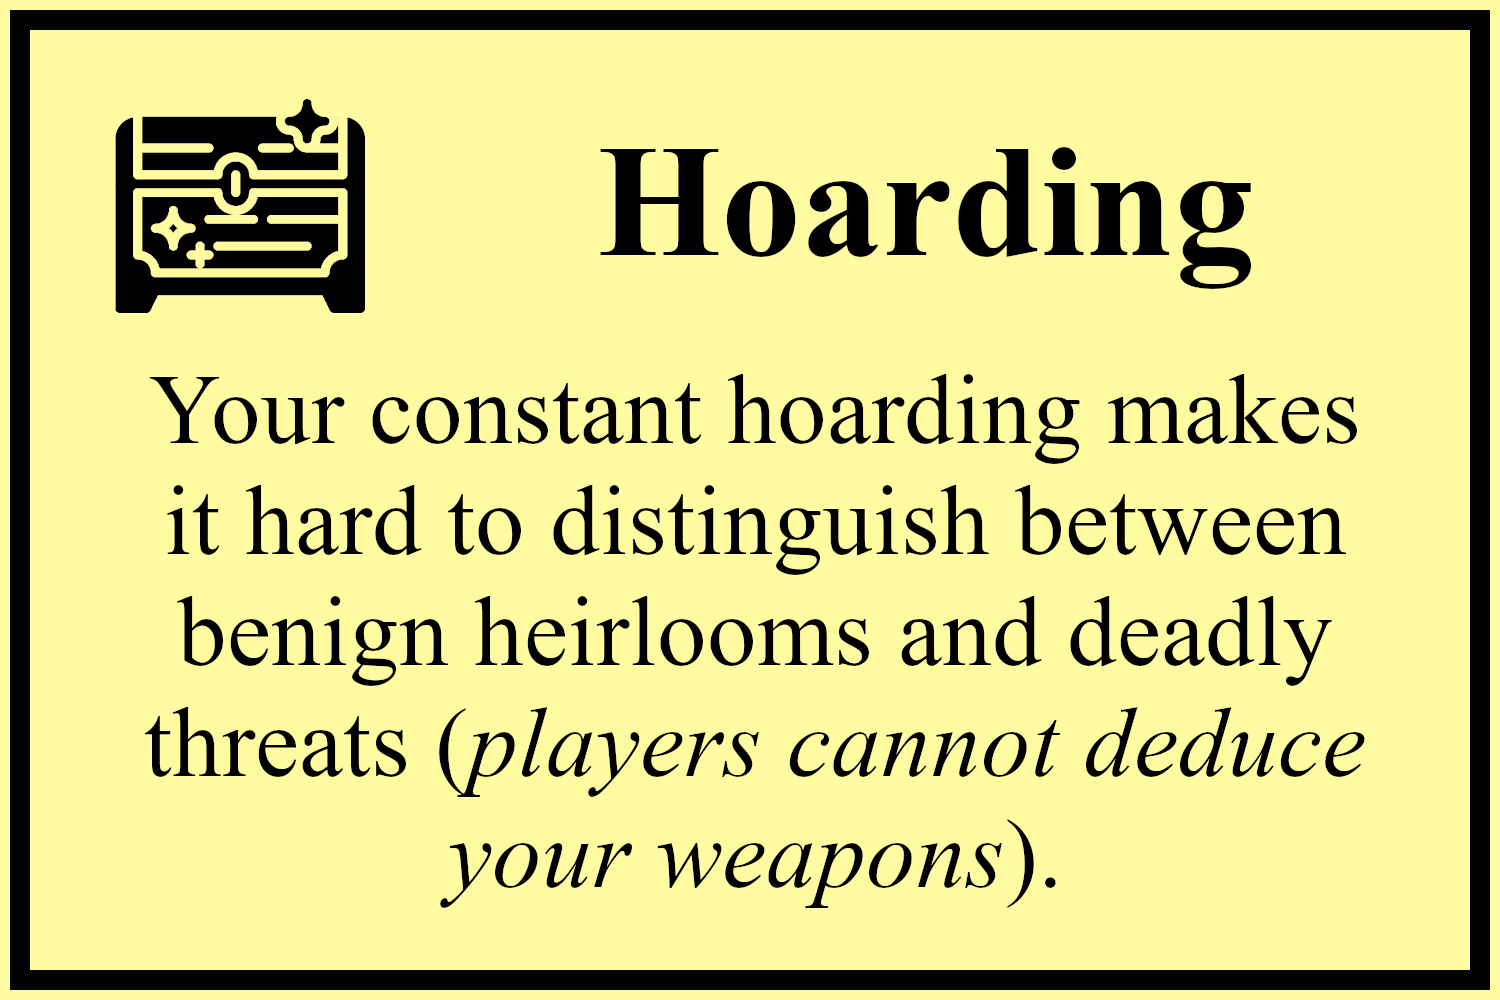 Hoarding
Your constant hoarding makes
it hard to distinguish between
benign heirlooms and deadly
threats (players cannot deduce
your weapons).